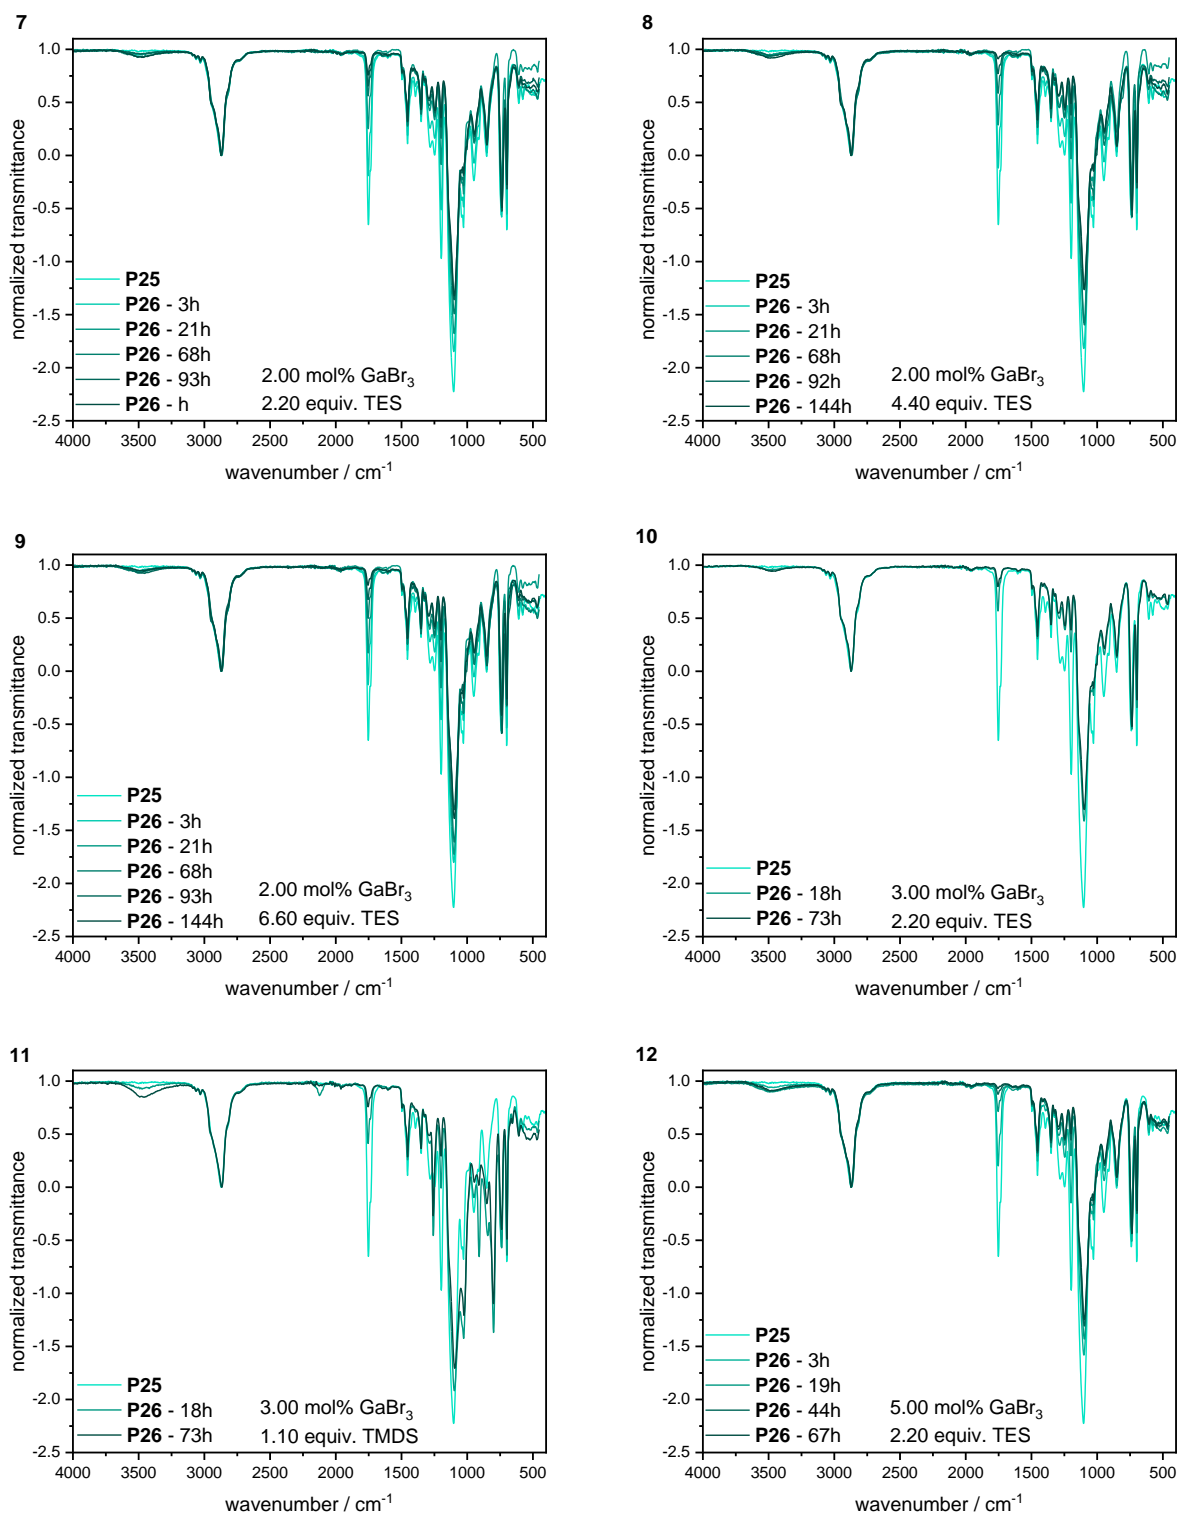 7
normalized transmittance
1.0
0.5
0.0
-0.5
-1.0
-1.5
-2.0
-2.5
P25
P26 - 3h
P26 - 21h
P26 - 68h
P26 - 93h
P26 - h
2.00 mol% GaBr₃
2.20 equiv. TES
4000 3500 3000 2500 2000 1500 1000 500
wavenumber / cm⁻¹
8
normalized transmittance
1.0
0.5
0.0
-0.5
-1.0
-1.5
-2.0
-2.5
P25
P26 - 3h
P26 - 21h
P26 - 68h
P26 - 92h
P26 - 144h
2.00 mol% GaBr₃
4.40 equiv. TES
4000 3500 3000 2500 2000 1500 1000 500
wavenumber / cm⁻¹
9
normalized transmittance
1.0
0.5
0.0
-0.5
-1.0
-1.5
-2.0
-2.5
P25
P26 - 3h
P26 - 21h
P26 - 68h
P26 - 93h
P26 - 144h
2.00 mol% GaBr₃
6.60 equiv. TES
4000 3500 3000 2500 2000 1500 1000 500
wavenumber / cm⁻¹
10
normalized transmittance
1.0
0.5
0.0
-0.5
-1.0
-1.5
-2.0
-2.5
P25
P26 - 18h
P26 - 73h
3.00 mol% GaBr₃
2.20 equiv. TES
4000 3500 3000 2500 2000 1500 1000 500
wavenumber / cm⁻¹
11
normalized transmittance
1.0
0.5
0.0
-0.5
-1.0
-1.5
-2.0
-2.5
P25
P26 - 18h
P26 - 73h
3.00 mol% GaBr₃
1.10 equiv. TMDS
4000 3500 3000 2500 2000 1500 1000 500
wavenumber / cm⁻¹
12
normalized transmittance
1.0
0.5
0.0
-0.5
-1.0
-1.5
-2.0
-2.5
P25
P26 - 3h
P26 - 19h
P26 - 44h
P26 - 67h
5.00 mol% GaBr₃
2.20 equiv. TES
4000 3500 3000 2500 2000 1500 1000 500
wavenumber / cm⁻¹